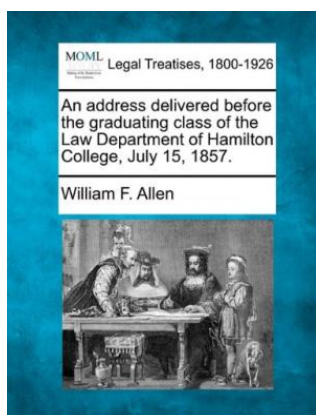 MOML
Legal Treatises, 1800-1926
An address delivered before
the graduating class of the
Law Department of Hamilton
College, July 15, 1857.
William F. Allen